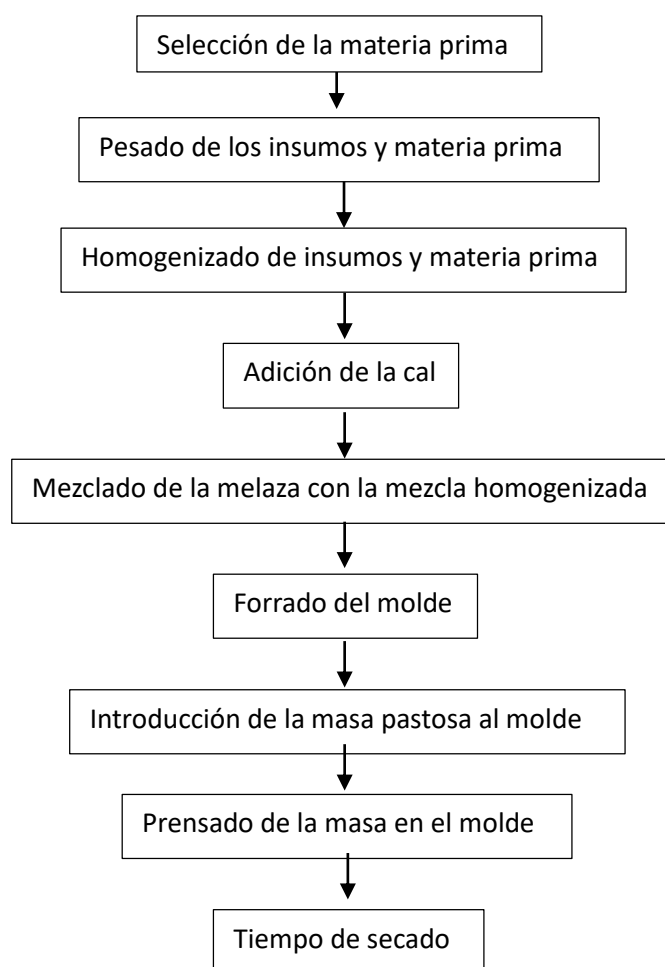 Selección de la materia prima
Pesado de los insumos y materia prima
Homogenizado de insumos y materia prima
Adición de la cal
Mezclado de la melaza con la mezcla homogenizada
Forrado del molde
Introducción de la masa pastosa al molde
Prensado de la masa en el molde
Tiempo de secado